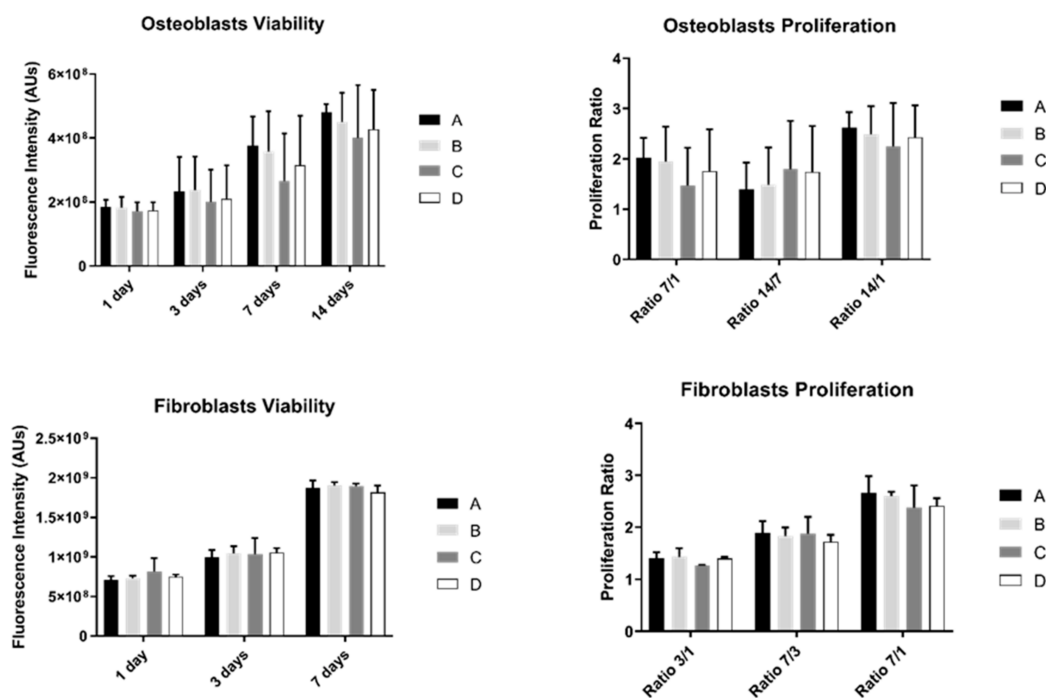 Osteoblasts Viability
Fluorescence Intensity (AUs)
6×10⁸
4×10⁸
2×10⁸
0
1 day
3 days
7 days
14 days
A
B
C
D
Osteoblasts Proliferation
Proliferation Ratio
4
3
2
1
0
Ratio 7/1
Ratio 14/7
Ratio 14/1
A
B
C
D
Fibroblasts Viability
Fluorescence Intensity (AUs)
2.5×10⁹
2×10⁹
1.5×10⁹
1×10⁹
5×10⁸
0
1 day
3 days
7 days
A
B
C
D
Fibroblasts Proliferation
Proliferation Ratio
4
3
2
1
0
Ratio 3/1
Ratio 7/3
Ratio 7/1
A
B
C
D